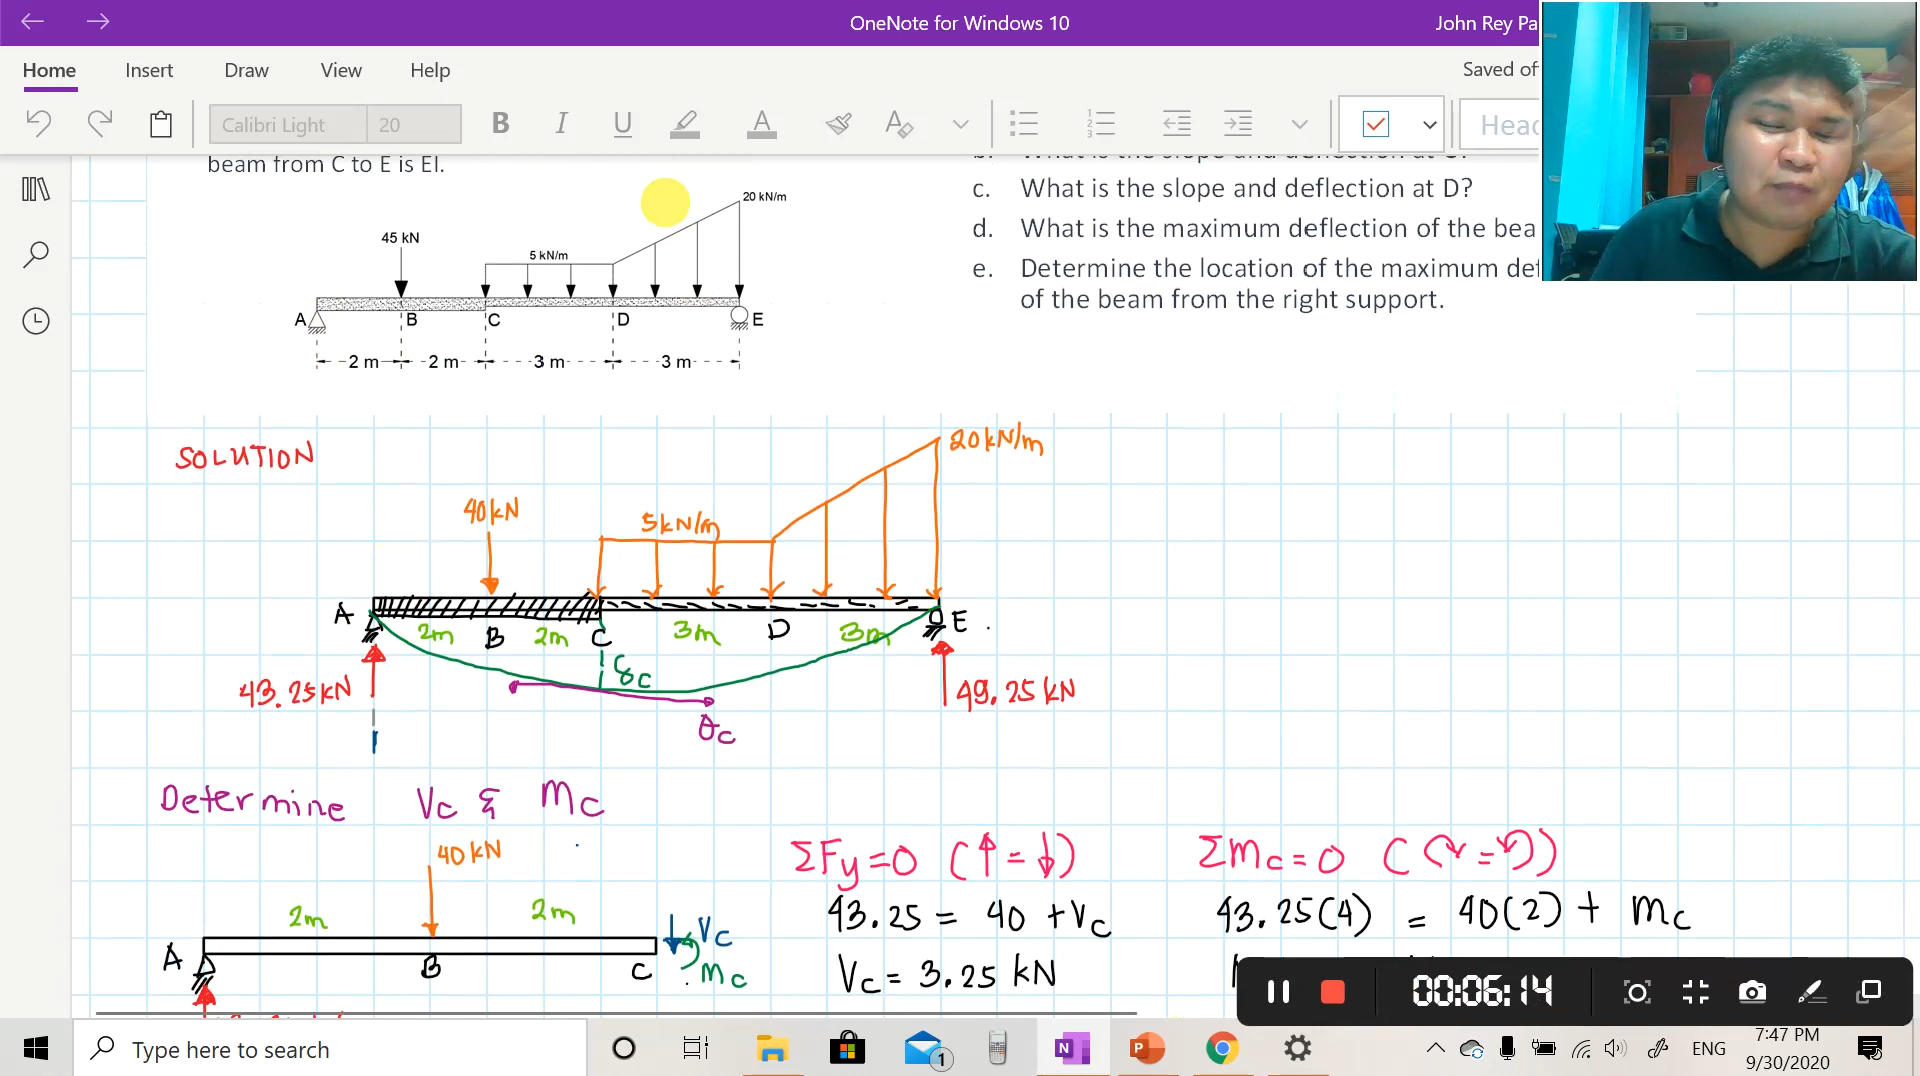 OneNote for Windows 10
John Rey Pa
Home Insert Draw View Help
Saved of
Calibri Light 20
B I U A A
Head
beam from C to E is EI.
c. What is the slope and deflection at D?
d. What is the maximum deflection of the bea
e. Determine the location of the maximum de
of the beam from the right support.
20 kN/m
45 kN
5 kN/m
A B C D E
2 m 2 m 3 m 3 m
SOLUTION
20kN/m
40kN
5kN/m
A 2m B 2m C 3m D 3m E
δc
43.25kN
49.25kN
θc
Determine Vc & Mc
40kN
2m 2m
A B C
Vc
Mc
ΣFy=0 (↑=↓)
43.25 = 40 + Vc
Vc = 3.25 kN
ΣMc=0 (↷=↶)
43.25(4) = 40(2) + Mc
00:06:14
Type here to search
1
N
P
ENG
7:47 PM
9/30/2020